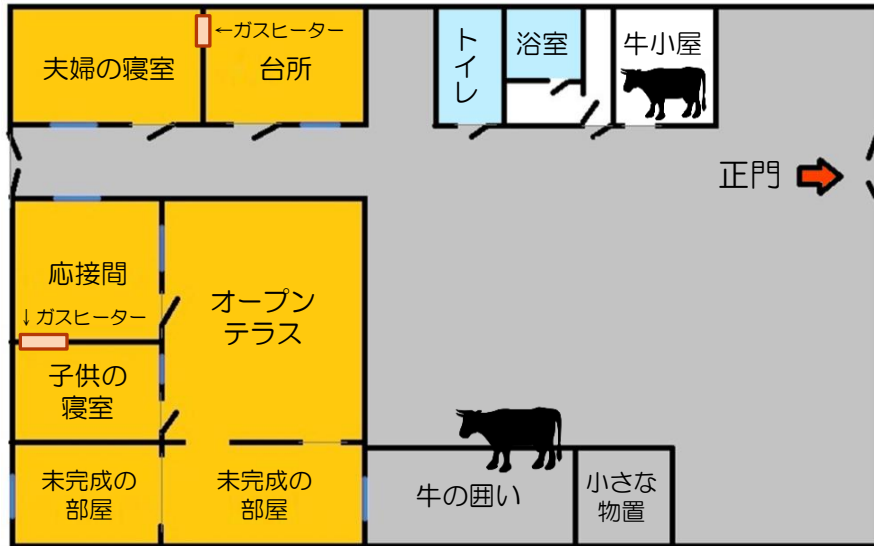 ←ガスヒーター
夫婦の寝室
台所
トイレ
浴室
牛小屋
正門
応接間
↓ガスヒーター
オープン
テラス
子供の
寝室
未完成の
部屋
未完成の
部屋
牛の囲い
小さな
物置